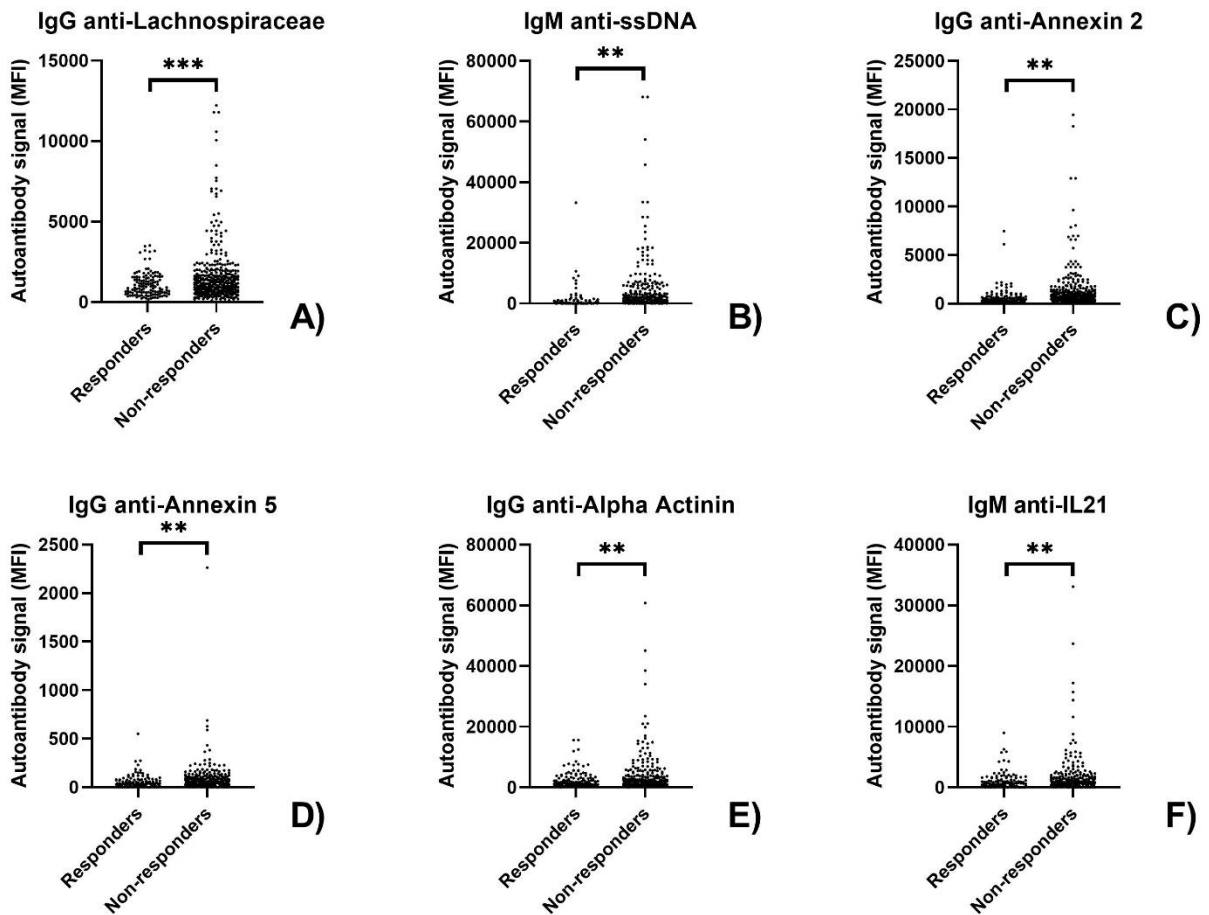 IgG anti-Lachnospiraceae
Autoantibody signal (MFI)
15000
10000
5000
0
***
Responders
Non-responders
A)
IgM anti-ssDNA
Autoantibody signal (MFI)
80000
60000
40000
20000
0
**
Responders
Non-responders
B)
IgG anti-Annexin 2
Autoantibody signal (MFI)
25000
20000
15000
10000
5000
0
**
Responders
Non-responders
C)
IgG anti-Annexin 5
Autoantibody signal (MFI)
2500
2000
1500
1000
500
0
**
Responders
Non-responders
D)
IgG anti-Alpha Actinin
Autoantibody signal (MFI)
80000
60000
40000
20000
0
**
Responders
Non-responders
E)
IgM anti-IL21
Autoantibody signal (MFI)
40000
30000
20000
10000
0
**
Responders
Non-responders
F)